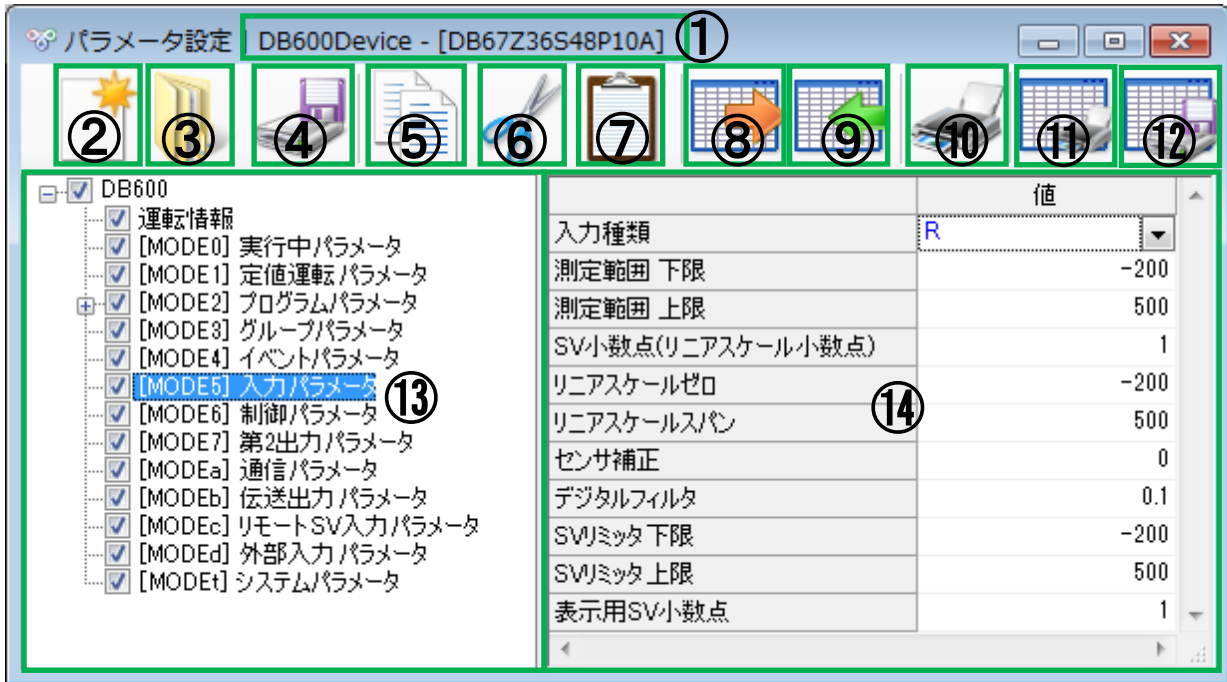 パラメータ設定 | DB600Device - [DB67Z36S48P10A] ①
② ③ ④ ⑤ ⑥ ⑦ ⑧ ⑨ ⑩ ⑪ ⑫
DB600
運転情報
[MODE0] 実行中パラメータ
[MODE1] 定値運転パラメータ
[MODE2] プログラムパラメータ
[MODE3] グループパラメータ
[MODE4] イベントパラメータ
[MODE5] 入力パラメータ
[MODE6] 制御パラメータ
[MODE7] 第2出力パラメータ
[MODEa] 通信パラメータ
[MODEb] 伝送出力パラメータ
[MODEc] リモートSV入力パラメータ
[MODEd] 外部入力パラメータ
[MODEt] システムパラメータ
⑬
値
入力種類 R
測定範囲 下限 -200
測定範囲 上限 500
SV小数点(リニアスケール小数点) 1
リニアスケールゼロ -200
リニアスケールスパン 500
センサ補正 0
デジタルフィルタ 0.1
SVリミッタ下限 -200
SVリミッタ上限 500
表示用SV小数点 1
⑭